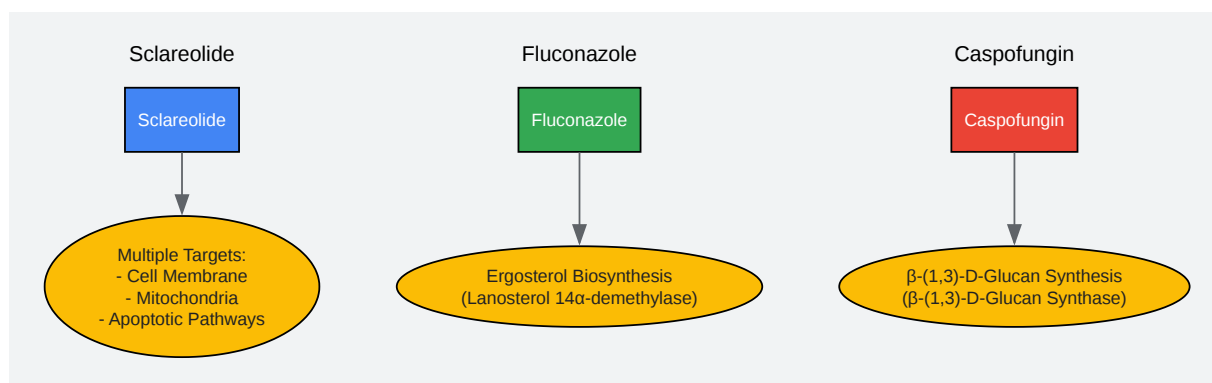 Sclareolide
Fluconazole
Caspofungin
Sclareolide
Fluconazole
Caspofungin
Multiple Targets:
- Cell Membrane
- Mitochondria
- Apoptotic Pathways
Ergosterol Biosynthesis
(Lanosterol 14α-demethylase)
β-(1,3)-D-Glucan Synthesis
(β-(1,3)-D-Glucan Synthase)